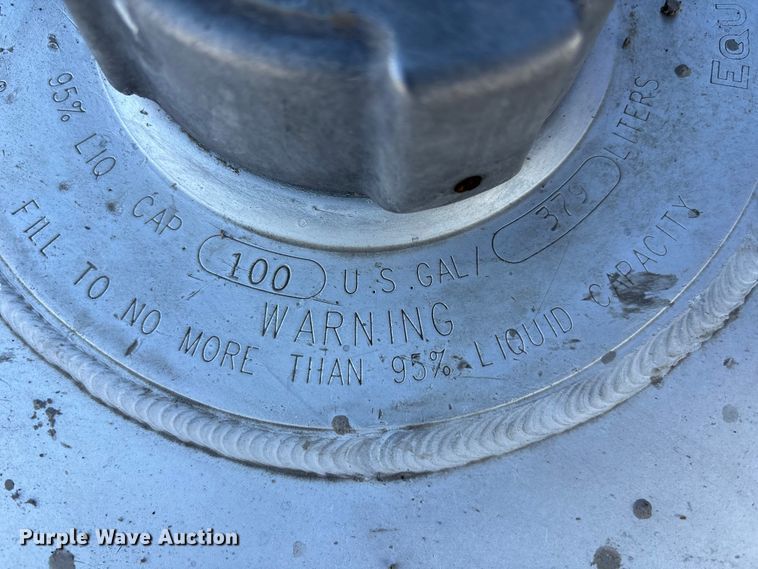 95% LIQ. CAP. 100 U.S. GAL/ 379 LITERS
WARNING
FILL TO NO MORE THAN 95% LIQUID CAPACITY
EQU
Purple Wave Auction